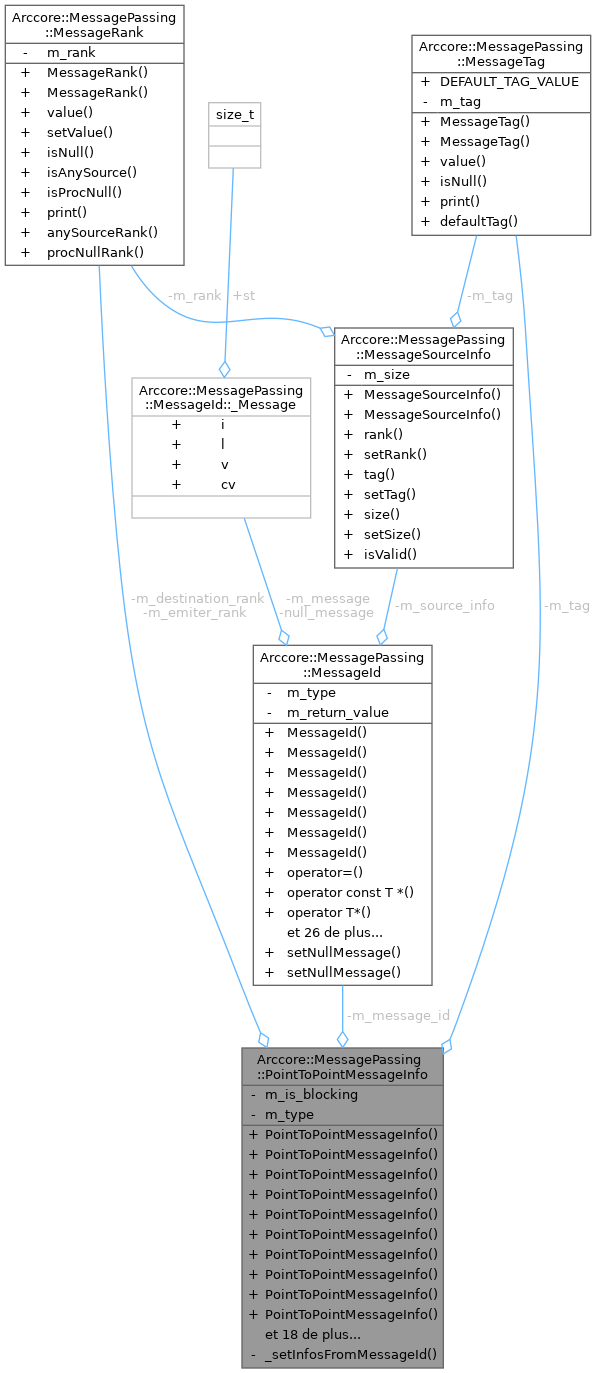 Arccore::MessagePassing
::MessageRank
- m_rank
+ MessageRank()
+ MessageRank()
+ value()
+ setValue()
+ isNull()
+ isAnySource()
+ isProcNull()
+ print()
+ anySourceRank()
+ procNullRank()
Arccore::MessagePassing
::MessageTag
+ DEFAULT_TAG_VALUE
- m_tag
+ MessageTag()
+ MessageTag()
+ value()
+ isNull()
+ print()
+ defaultTag()
size_t
-m_rank
+st
-m_tag
Arccore::MessagePassing
::MessageSourceInfo
- m_size
+ MessageSourceInfo()
+ MessageSourceInfo()
+ rank()
+ setRank()
+ tag()
+ setTag()
+ size()
+ setSize()
+ isValid()
Arccore::MessagePassing
::MessageId::_Message
+ i
+ l
+ v
+ cv
-m_destination_rank
-m_emiter_rank
-m_message
-null_message
-m_source_info
-m_tag
Arccore::MessagePassing
::MessageId
- m_type
- m_return_value
+ MessageId()
+ MessageId()
+ MessageId()
+ MessageId()
+ MessageId()
+ MessageId()
+ MessageId()
+ operator=()
+ operator const T *()
+ operator T*()
et 26 de plus...
+ setNullMessage()
+ setNullMessage()
-m_message_id
Arccore::MessagePassing
::PointToPointMessageInfo
- m_is_blocking
- m_type
+ PointToPointMessageInfo()
+ PointToPointMessageInfo()
+ PointToPointMessageInfo()
+ PointToPointMessageInfo()
+ PointToPointMessageInfo()
+ PointToPointMessageInfo()
+ PointToPointMessageInfo()
+ PointToPointMessageInfo()
+ PointToPointMessageInfo()
+ PointToPointMessageInfo()
et 18 de plus...
- _setInfosFromMessageId()